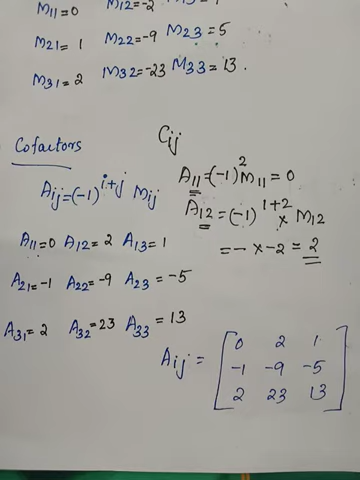 M11=0 M12=-2
M21= 1 M22=-9 M23=5
M31= 2 M32=-23 M33=13.
Cofactors Cij
Aij=(-1)^i+j Mij
A11=(-1)^2 M11=0
A12=(-1)^1+2 × M12
=-×-2=2
A11=0 A12=2 A13=1
A21=-1 A22=-9 A23=-5
A31=2 A32=23 A33=13
Aij= [ 0 2 1
-1 -9 -5
2 23 13 ]